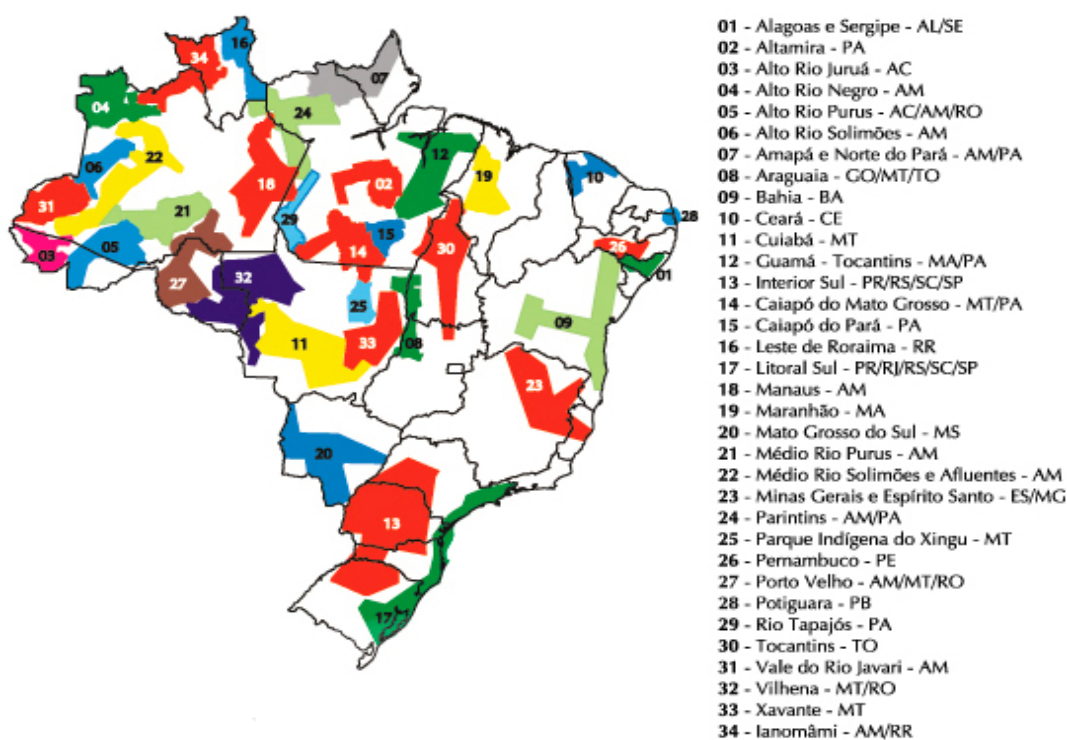 34
16
07
04
24
22
12
06
19
18
02
10
31
21
29
28
15
05
14
30
26
03
01
32
27
25
09
11
33
08
23
20
13
17
01 - Alagoas e Sergipe - AL/SE
02 - Altamira - PA
03 - Alto Rio Juruá - AC
04 - Alto Rio Negro - AM
05 - Alto Rio Purus - AC/AM/RO
06 - Alto Rio Solimões - AM
07 - Amapá e Norte do Pará - AM/PA
08 - Araguaia - GO/MT/TO
09 - Bahia - BA
10 - Ceará - CE
11 - Cuiabá - MT
12 - Guamá - Tocantins - MA/PA
13 - Interior Sul - PR/RS/SC/SP
14 - Caiapó do Mato Grosso - MT/PA
15 - Caiapó do Pará - PA
16 - Leste de Roraima - RR
17 - Litoral Sul - PR/RJ/RS/SC/SP
18 - Manaus - AM
19 - Maranhão - MA
20 - Mato Grosso do Sul - MS
21 - Médio Rio Purus - AM
22 - Médio Rio Solimões e Afluentes - AM
23 - Minas Gerais e Espírito Santo - ES/MG
24 - Parintins - AM/PA
25 - Parque Indígena do Xingu - MT
26 - Pernambuco - PE
27 - Porto Velho - AM/MT/RO
28 - Potiguara - PB
29 - Rio Tapajós - PA
30 - Tocantins - TO
31 - Vale do Rio Javari - AM
32 - Vilhena - MT/RO
33 - Xavante - MT
34 - Ianomâmi - AM/RR